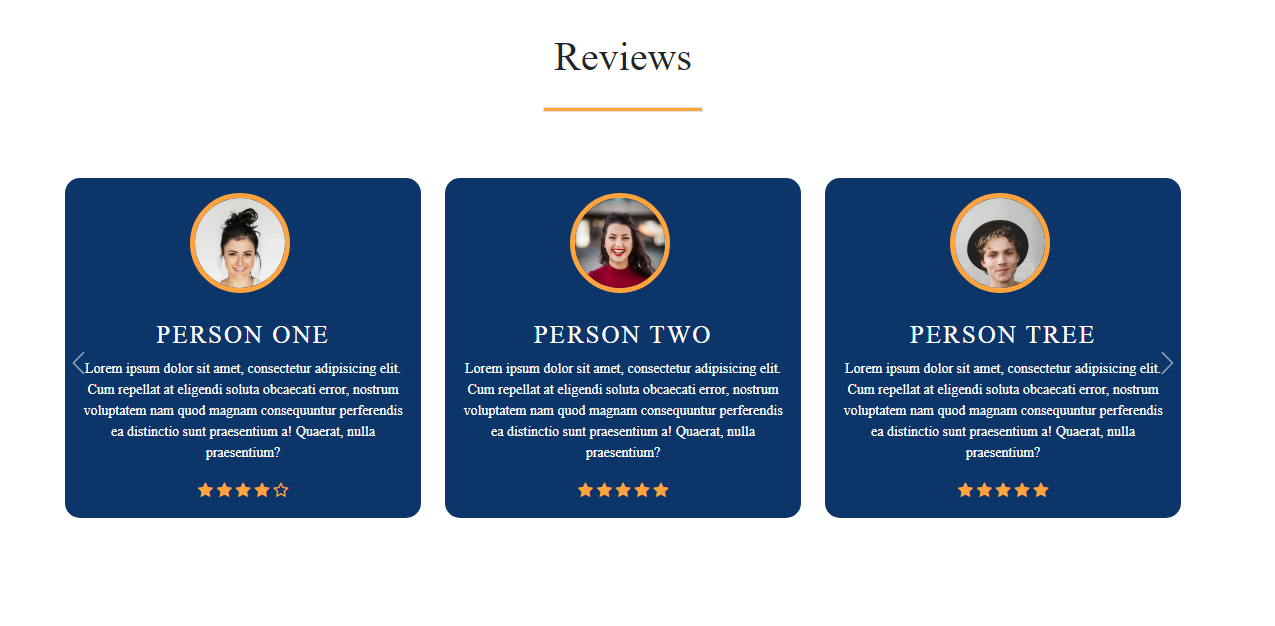 Reviews
PERSON ONE
Lorem ipsum dolor sit amet, consectetur adipisicing elit.
Cum repellat at eligendi soluta obcaecati error, nostrum
voluptatem nam quod magnam consequuntur perferendis
ea distinctio sunt praesentium a! Quaerat, nulla
praesentium?
PERSON TWO
Lorem ipsum dolor sit amet, consectetur adipisicing elit.
Cum repellat at eligendi soluta obcaecati error, nostrum
voluptatem nam quod magnam consequuntur perferendis
ea distinctio sunt praesentium a! Quaerat, nulla
praesentium?
PERSON TREE
Lorem ipsum dolor sit amet, consectetur adipisicing elit.
Cum repellat at eligendi soluta obcaecati error, nostrum
voluptatem nam quod magnam consequuntur perferendis
ea distinctio sunt praesentium a! Quaerat, nulla
praesentium?